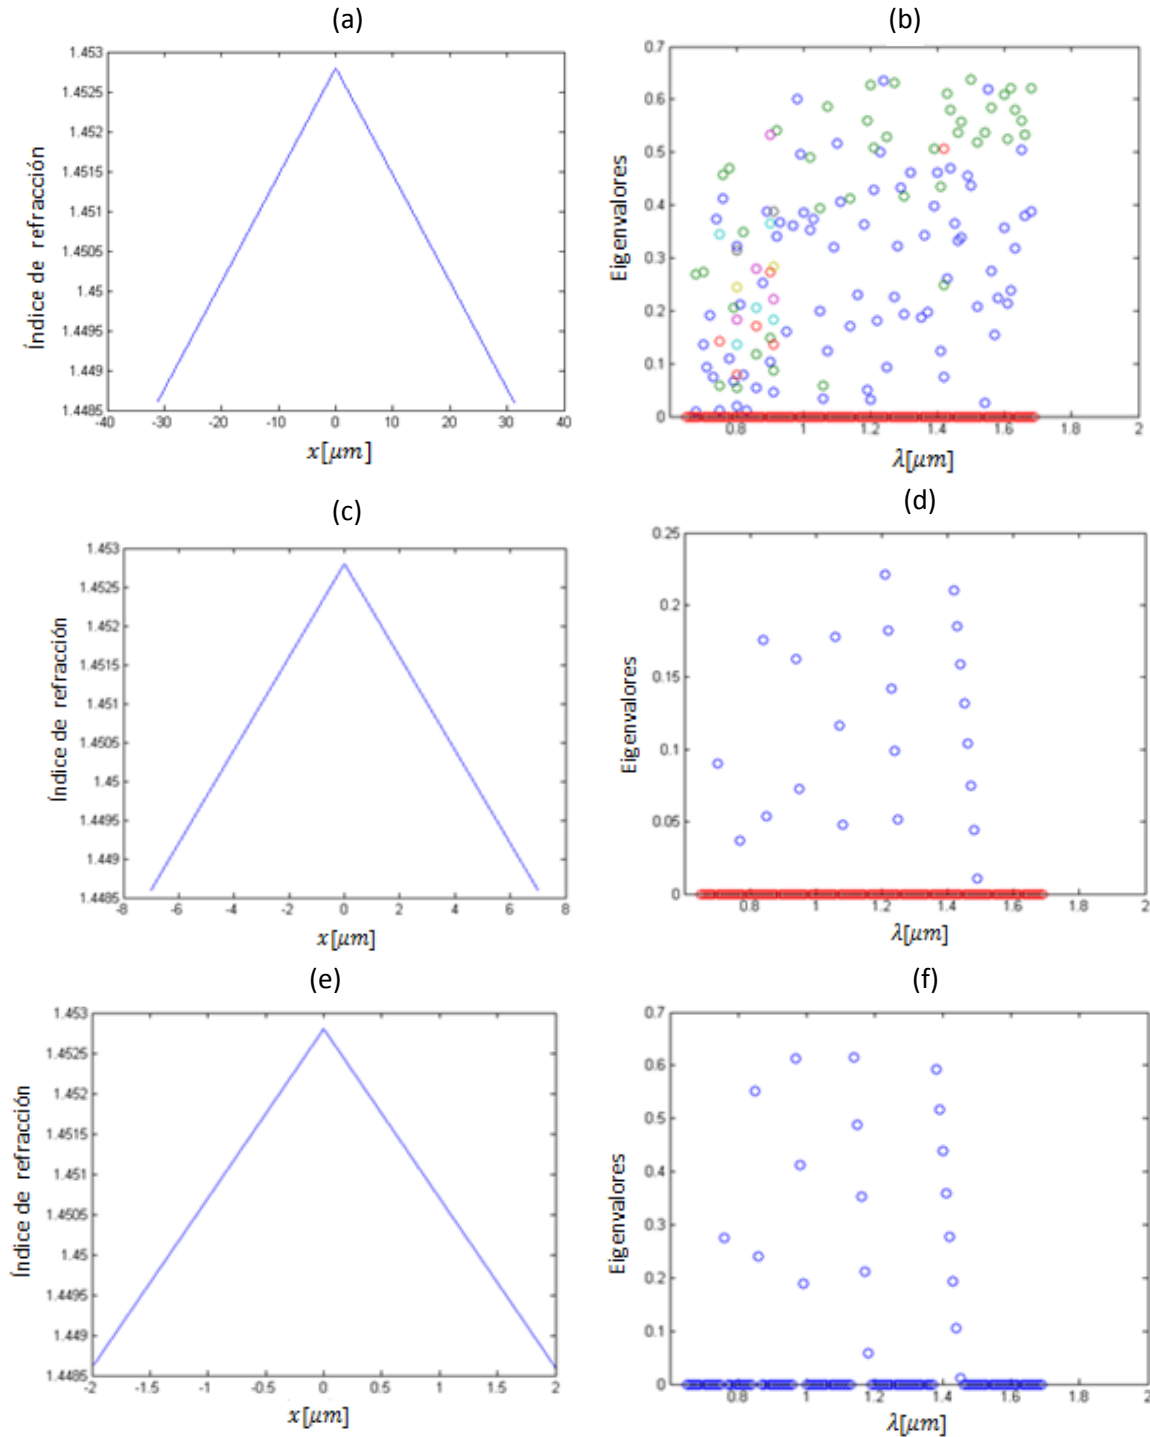 (a)
(b)
1.453
1.4525
1.452
1.4515
1.451
1.4505
1.45
1.4495
1.449
1.4485
-40 -30 -20 -10 0 10 20 30 40
Índice de refracción
x[μm]
0.7
0.6
0.5
0.4
0.3
0.2
0.1
0
0.8 1 1.2 1.4 1.6 1.8 2
Eigenvalores
λ[μm]
(c)
(d)
1.453
1.4525
1.452
1.4515
1.451
1.4505
1.45
1.4495
1.449
1.4485
-8 -6 -4 -2 0 2 4 6 8
Índice de refracción
x[μm]
0.25
0.2
0.15
0.1
0.05
0
0.8 1 1.2 1.4 1.6 1.8 2
Eigenvalores
λ[μm]
(e)
(f)
1.453
1.4525
1.452
1.4515
1.451
1.4505
1.45
1.4495
1.449
1.4485
-2 -1.5 -1 -0.5 0 0.5 1 1.5 2
Índice de refracción
x[μm]
0.7
0.6
0.5
0.4
0.3
0.2
0.1
0
0.8 1 1.2 1.4 1.6 1.8 2
Eigenvalores
λ[μm]